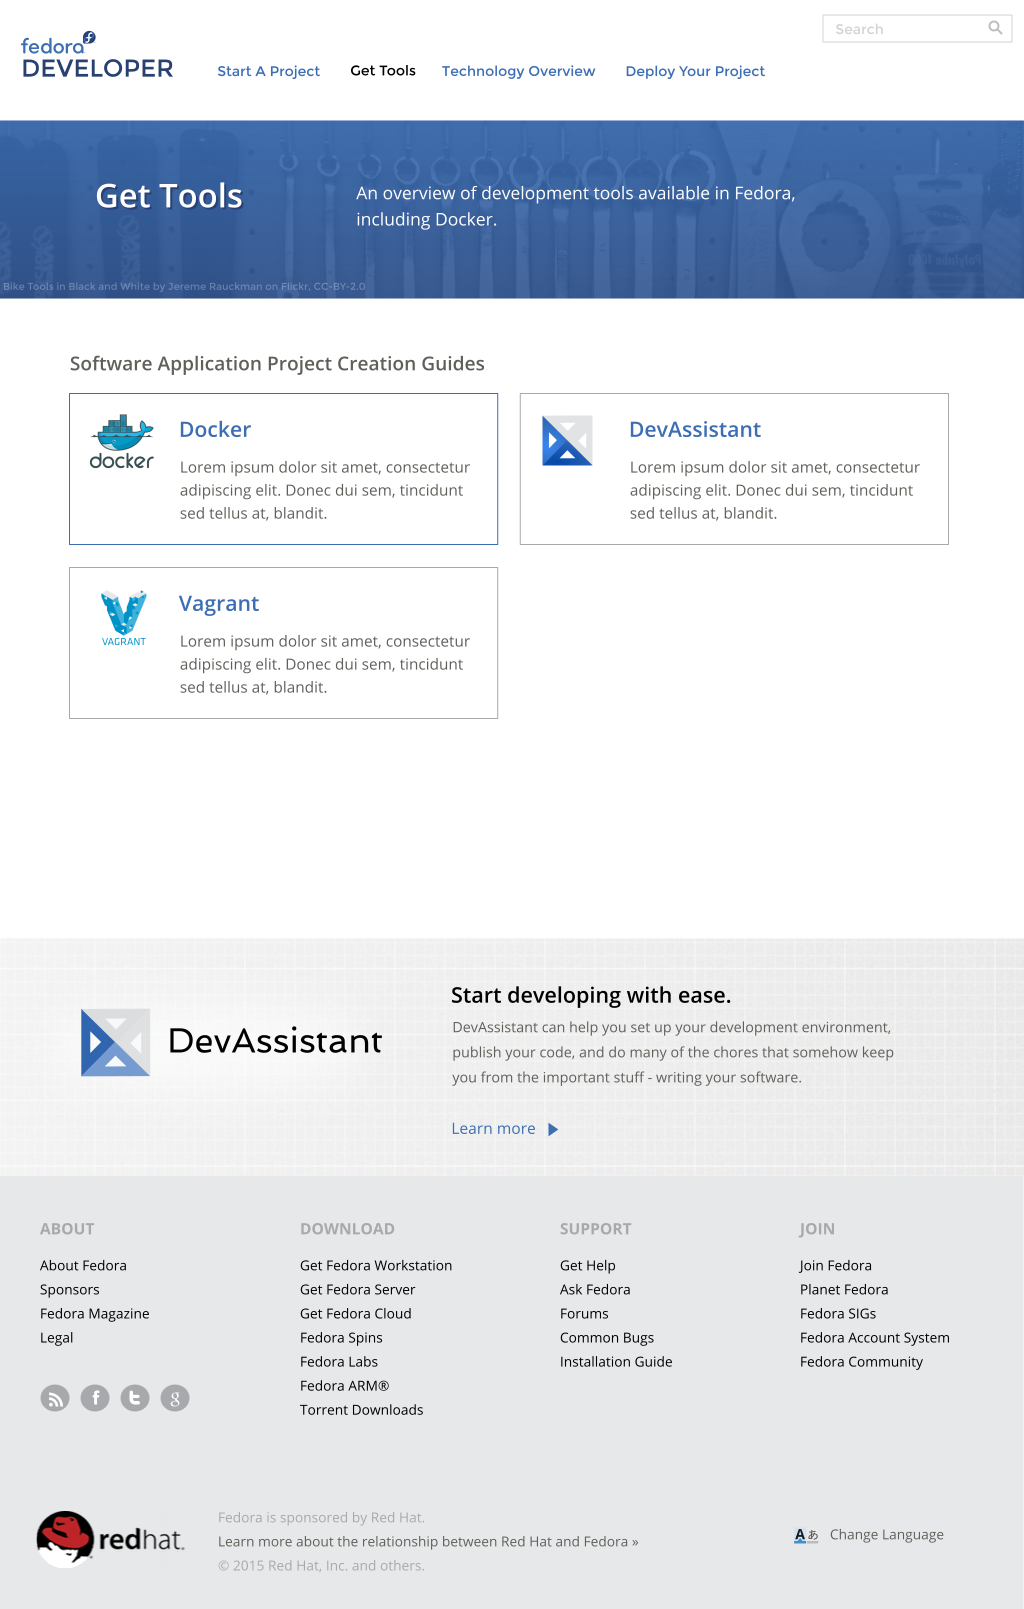 Search
fedora
DEVELOPER
Start A Project
Get Tools
Technology Overview
Deploy Your Project
Get Tools
An overview of development tools available in Fedora,
including Docker.
Polylube 1000
Bike Tools in Black and White by Jereme Rauckman on Flickr, CC-BY-2.0
Software Application Project Creation Guides
docker
Docker
Lorem ipsum dolor sit amet, consectetur
adipiscing elit. Donec dui sem, tincidunt
sed tellus at, blandit.
DevAssistant
Lorem ipsum dolor sit amet, consectetur
adipiscing elit. Donec dui sem, tincidunt
sed tellus at, blandit.
VAGRANT
Vagrant
Lorem ipsum dolor sit amet, consectetur
adipiscing elit. Donec dui sem, tincidunt
sed tellus at, blandit.
DevAssistant
Start developing with ease.
DevAssistant can help you set up your development environment,
publish your code, and do many of the chores that somehow keep
you from the important stuff - writing your software.
Learn more
ABOUT
About Fedora
Sponsors
Fedora Magazine
Legal
DOWNLOAD
Get Fedora Workstation
Get Fedora Server
Get Fedora Cloud
Fedora Spins
Fedora Labs
Fedora ARM®
Torrent Downloads
SUPPORT
Get Help
Ask Fedora
Forums
Common Bugs
Installation Guide
JOIN
Join Fedora
Planet Fedora
Fedora SIGs
Fedora Account System
Fedora Community
redhat.
Fedora is sponsored by Red Hat.
Learn more about the relationship between Red Hat and Fedora »
© 2015 Red Hat, Inc. and others.
A あ
Change Language